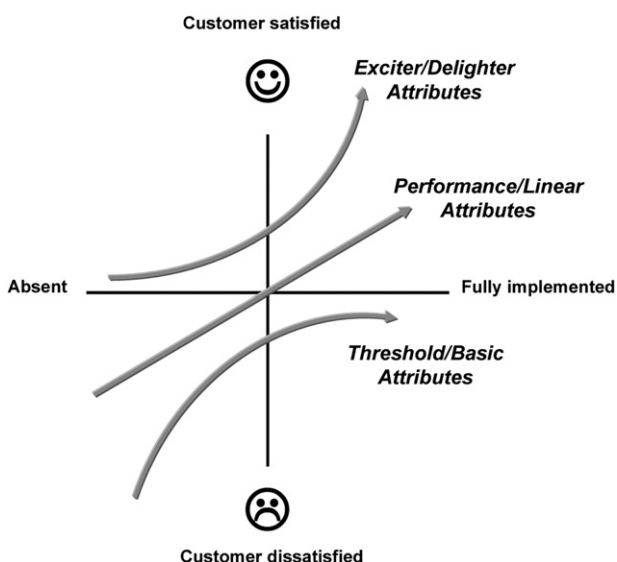 Customer satisfied
Exciter/Delighter
Attributes
Performance/Linear
Attributes
Absent
Fully implemented
Threshold/Basic
Attributes
Customer dissatisfied